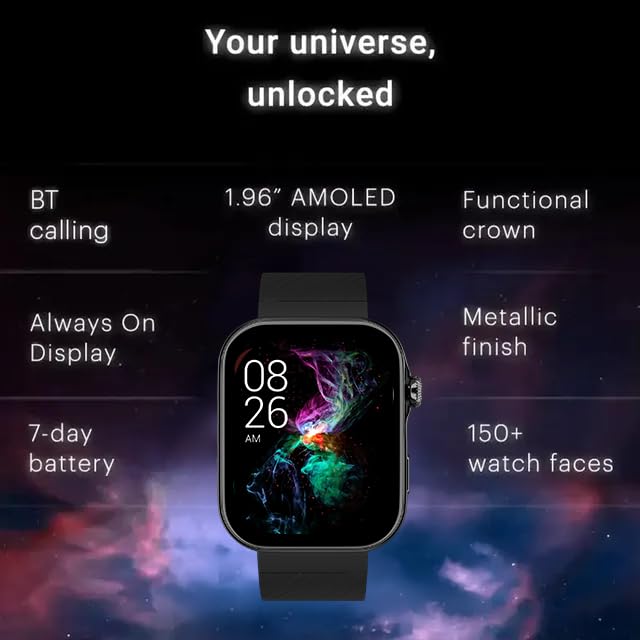 Your universe,
unlocked
BT
calling
1.96” AMOLED
display
Functional
crown
Always On
Display
Metallic
finish
08
26
AM
7-day
battery
150+
watch faces